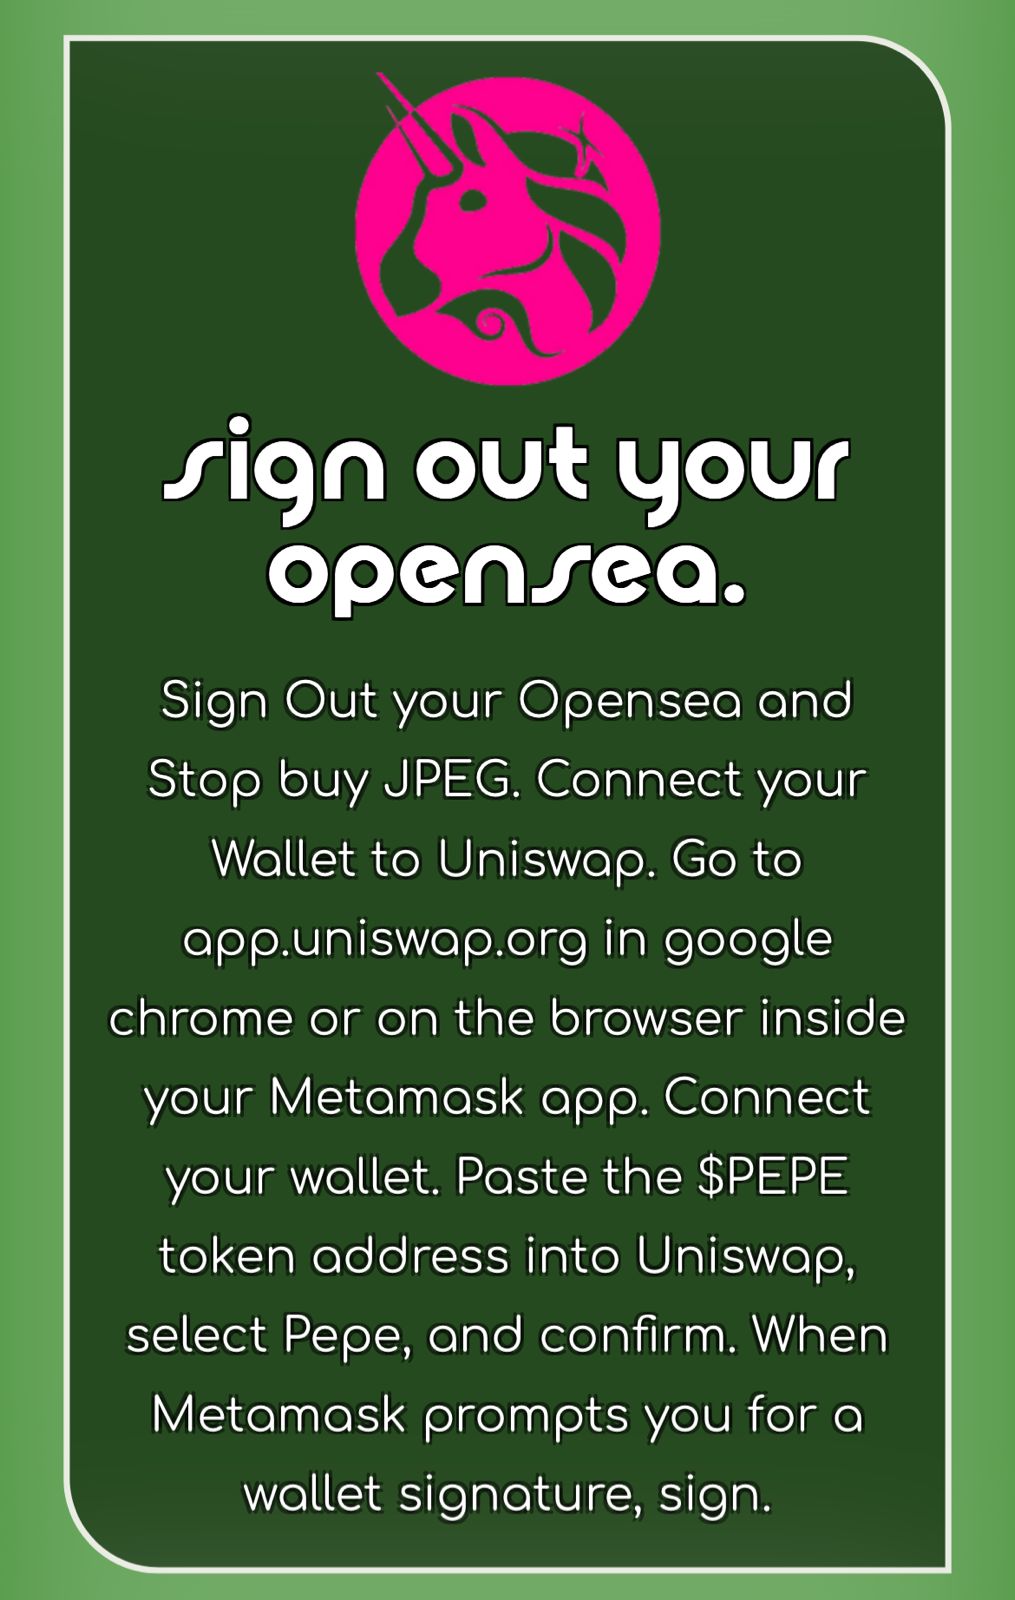 sign out your
opensea.
Sign Out your Opensea and
Stop buy JPEG. Connect your
Wallet to Uniswap. Go to
app.uniswap.org in google
chrome or on the browser inside
your Metamask app. Connect
your wallet. Paste the $PEPE
token address into Uniswap,
select Pepe, and confirm. When
Metamask prompts you for a
wallet signature, sign.